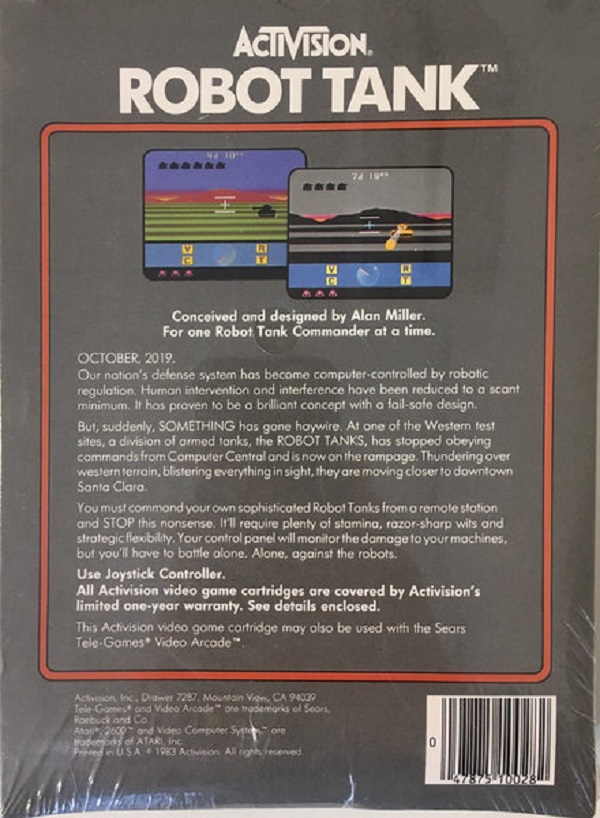 ACTIVISION®
ROBOT TANK™
V R
C T
V R
C T
Conceived and designed by Alan Miller.
For one Robot Tank Commander at a time.
OCTOBER, 2019.
Our nation's defense system has become computer-controlled by robotic
regulation. Human intervention and interference have been reduced to a scant
minimum. It has proven to be a brilliant concept with a fail-safe design.
But, suddenly, SOMETHING has gone haywire. At one of the Western test
sites, a division of armed tanks, the ROBOT TANKS, has stopped obeying
commands from Computer Central and is now on the rampage. Thundering over
western terrain, blistering everything in sight, they are moving closer to downtown
Santa Clara.
You must command your own sophisticated Robot Tanks from a remote station
and STOP this nonsense. It'll require plenty of stamina, razor-sharp wits and
strategic flexibility. Your control panel will monitor the damage to your machines,
but you'll have to battle alone. Alone, against the robots.
Use Joystick Controller.
All Activision video game cartridges are covered by Activision's
limited one-year warranty. See details enclosed.
This Activision video game cartridge may also be used with the Sears
Tele-Games® Video Arcade™.
Activision, Inc., Drawer 7287, Mountain View, CA 94039
Tele-Games® and Video Arcade™ are trademarks of Sears,
Roebuck and Co.
Atari®, 2600™ and Video Computer System™ are
trademarks of ATARI, Inc.
Printed in U.S.A. © 1983 Activision. All rights reserved.
0
47875 10028